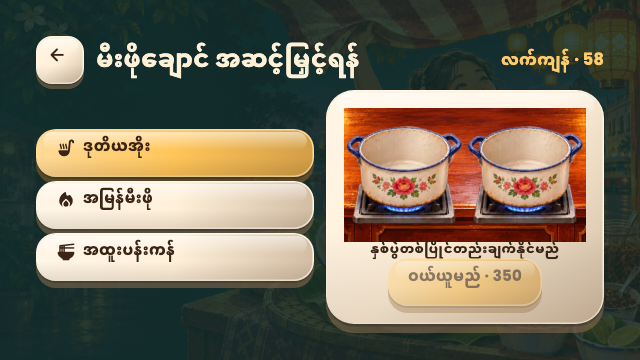 မီးဖိုချောင် အဆင့်မြှင့်ရန်
လက်ကျန် · 58
ဒုတိယအိုး
အမြန်မီးဖို
အထူးပန်းကန်
နှစ်ပွဲတစ်ပြိုင်တည်းချက်နိုင်မည်
ဝယ်ယူမည် · 350